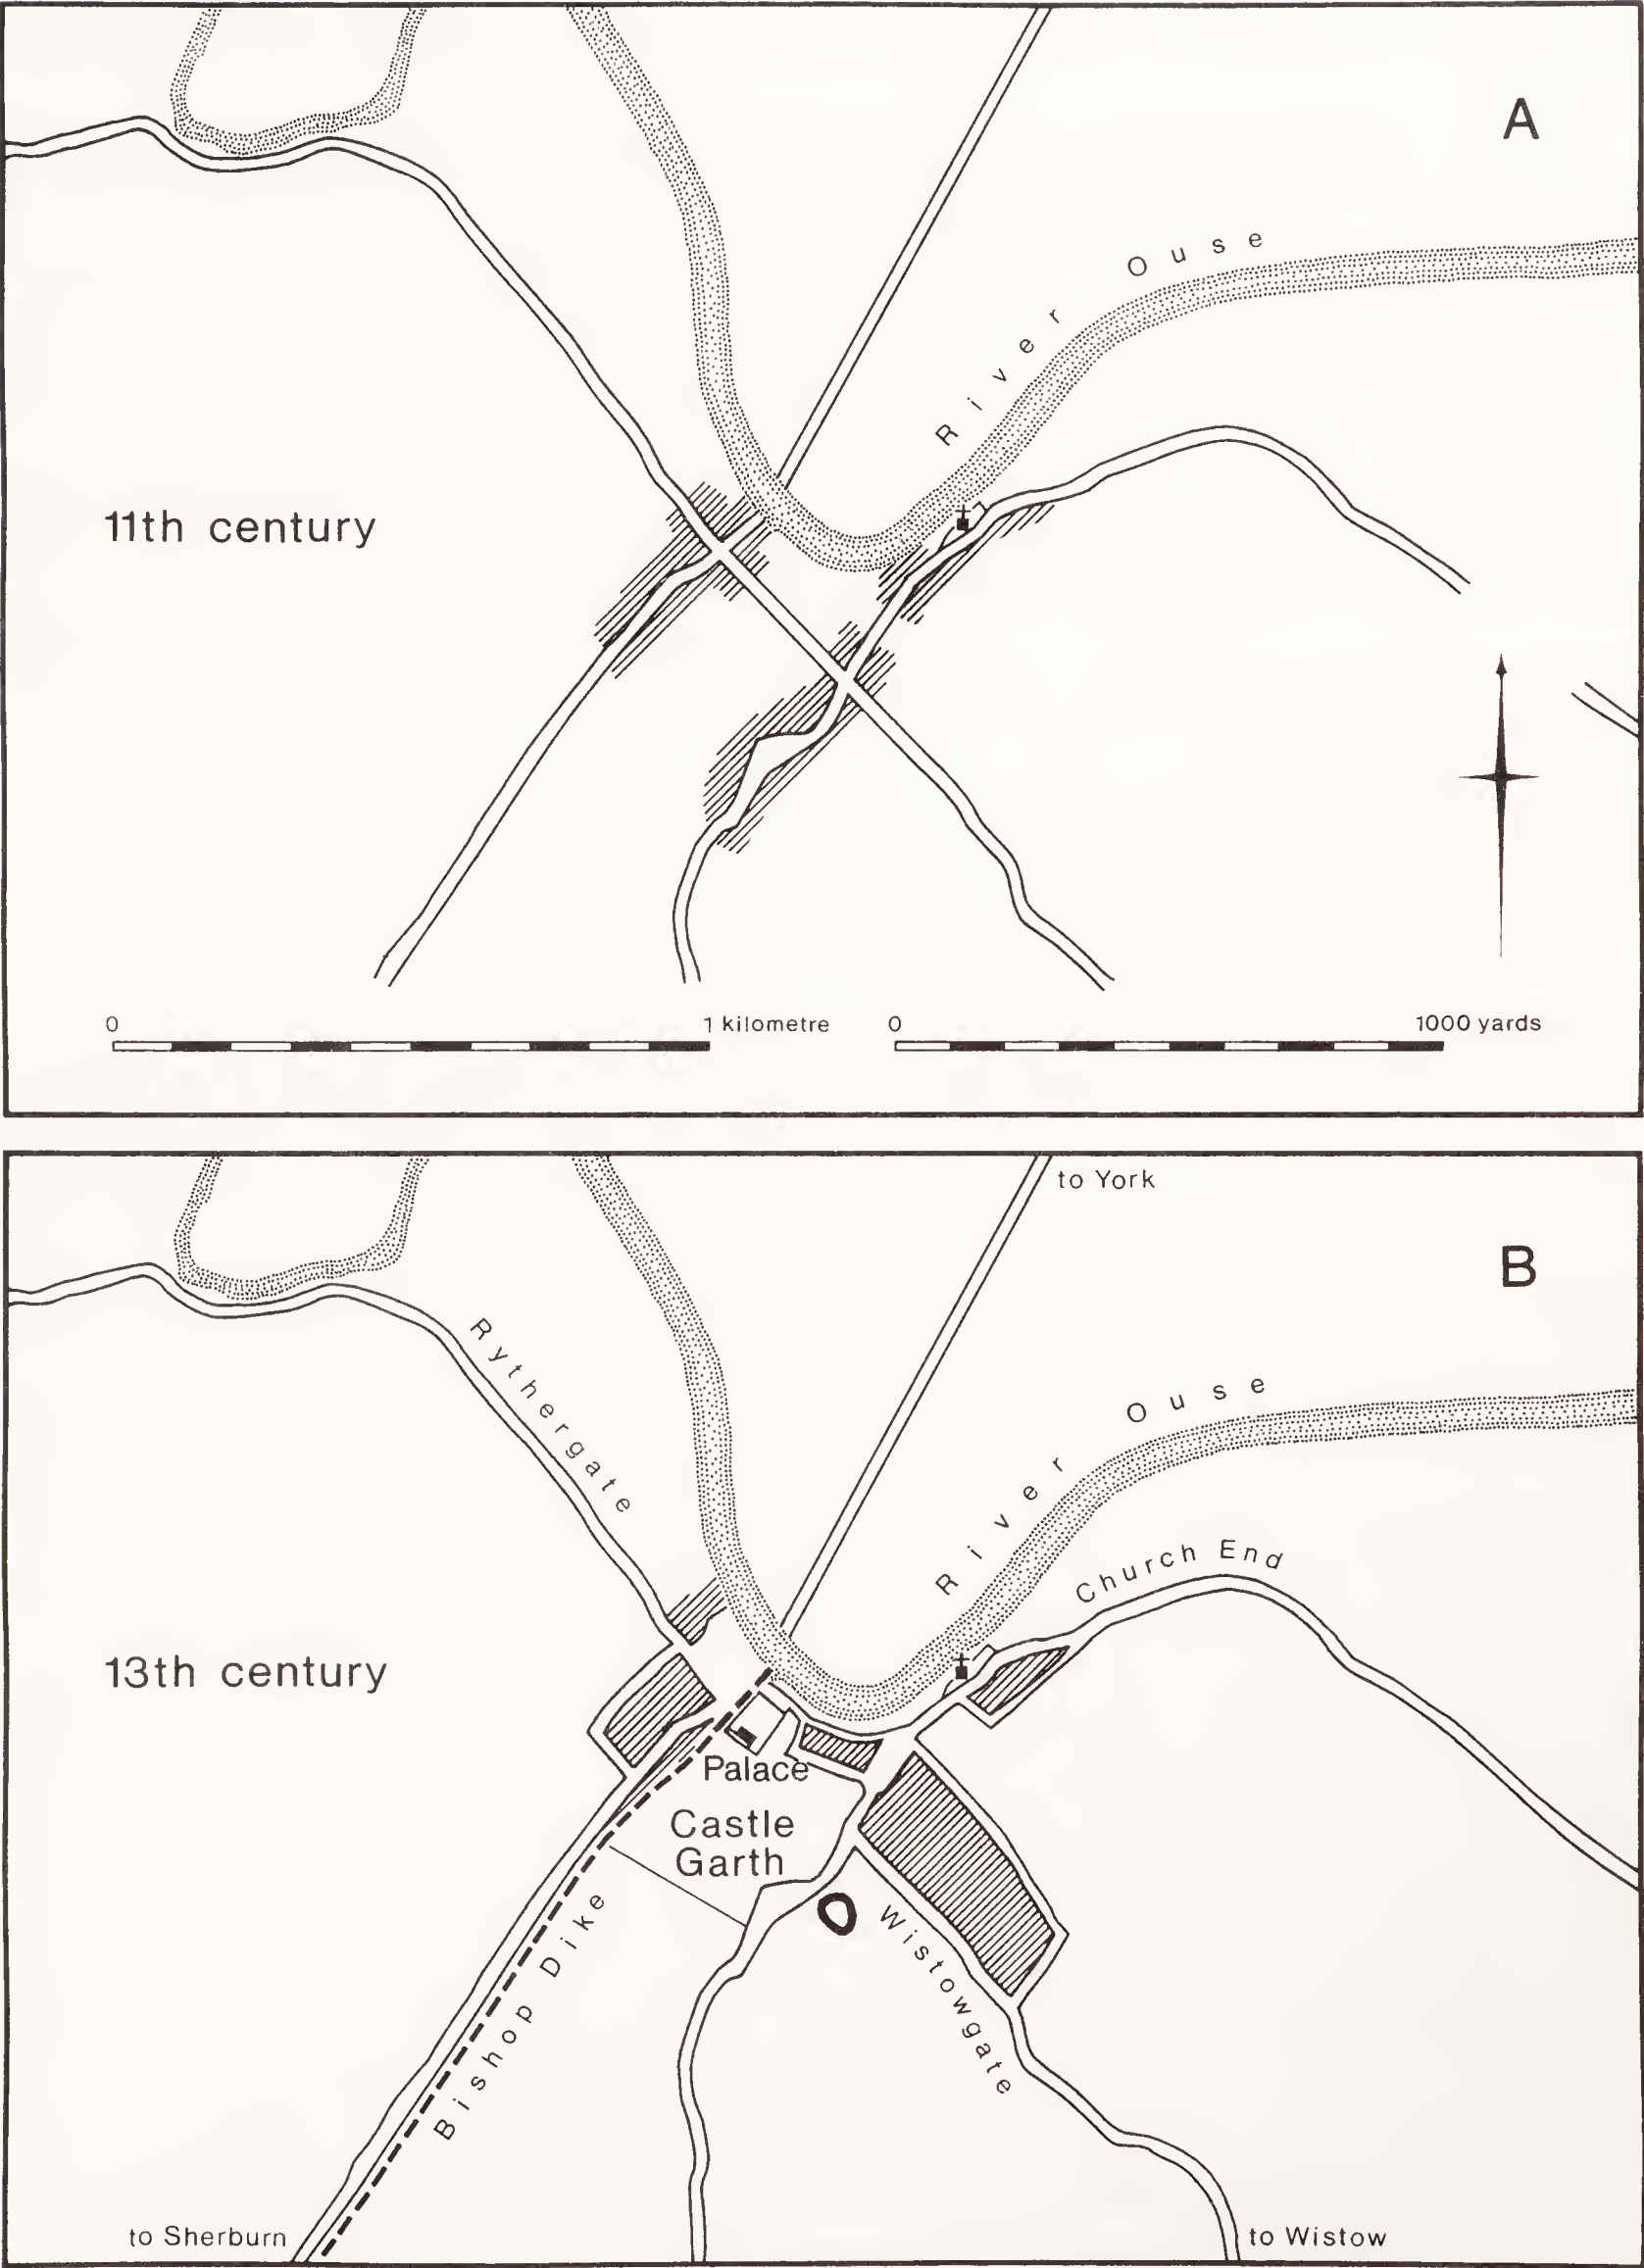 A
River Ouse
11th century
0
1 kilometre
0
1000 yards
to York
B
Rythergate
River Ouse
Church End
13th century
Palace
Castle
Garth
Bishop Dike
Wistowgate
to Sherburn
to Wistow